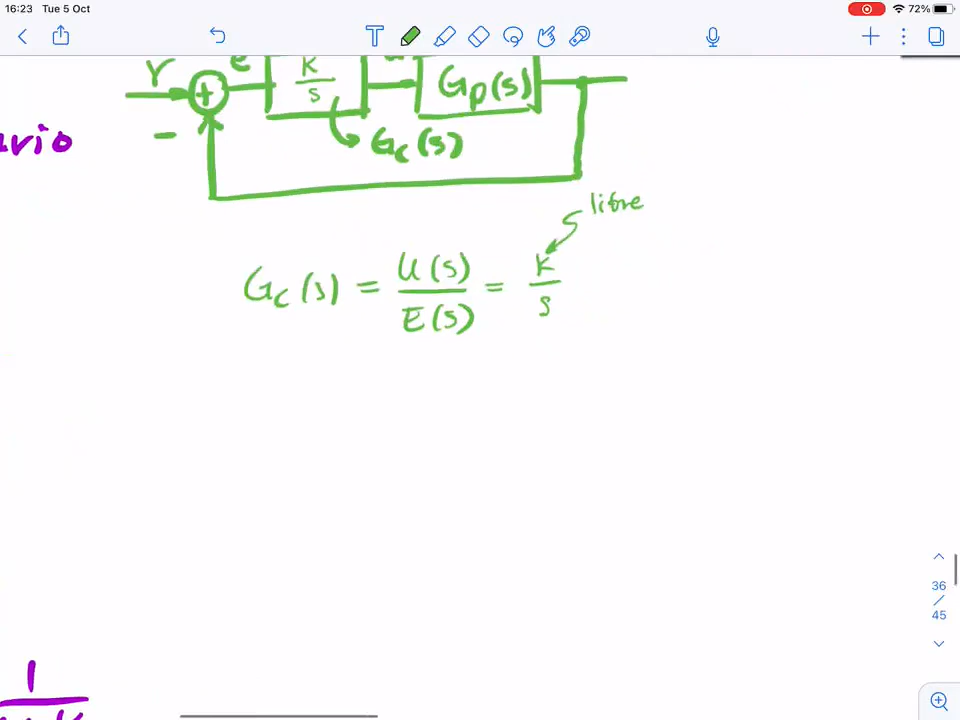 16:23 Tue 5 Oct 72%
r + e K/s Gp(s)
−
ario
Gc(s)
libre
Gc(s) = U(s)/E(s) = K/s
36
/
45
1